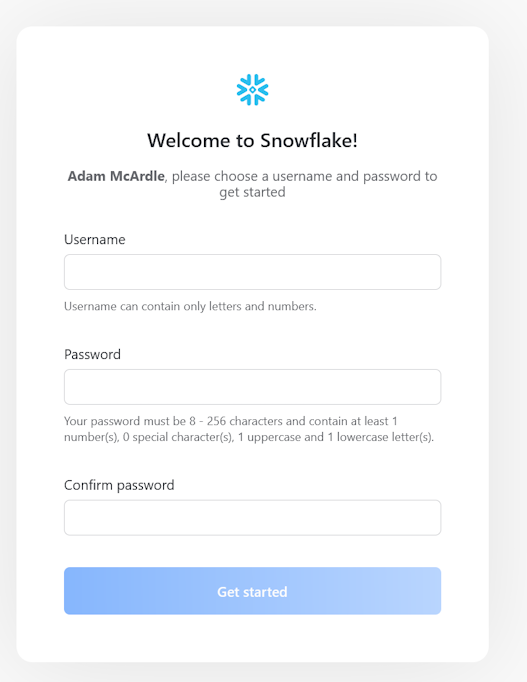 Welcome to Snowflake!
Adam McArdle, please choose a username and password to
get started
Username
Username can contain only letters and numbers.
Password
Your password must be 8 - 256 characters and contain at least 1
number(s), 0 special character(s), 1 uppercase and 1 lowercase letter(s).
Confirm password
Get started